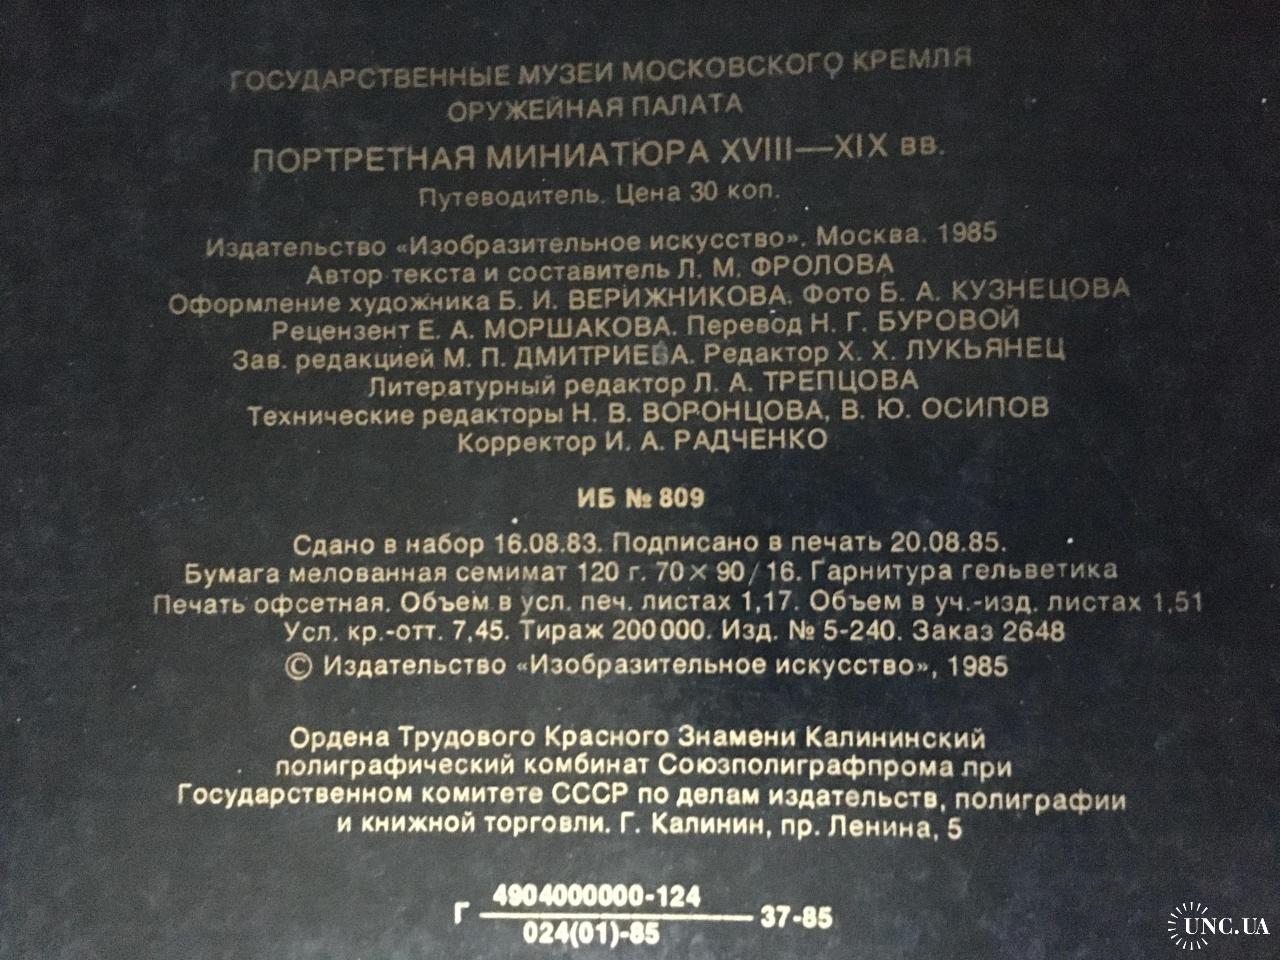 ГОСУДАРСТВЕННЫЕ МУЗЕИ МОСКОВСКОГО КРЕМЛЯ
ОРУЖЕЙНАЯ ПАЛАТА
ПОРТРЕТНАЯ МИНИАТЮРА XVIII—XIX вв.
Путеводитель. Цена 30 коп.
Издательство «Изобразительное искусство». Москва. 1985
Автор текста и составитель Л. М. ФРОЛОВА
Оформление художника Б. И. ВЕРИЖНИКОВА. Фото Б. А. КУЗНЕЦОВА
Рецензент Е. А. МОРШАКОВА. Перевод Н. Г. БУРОВОЙ
Зав. редакцией М. П. ДМИТРИЕВА. Редактор Х. Х. ЛУКЬЯНЕЦ
Литературный редактор Л. А. ТРЕПЦОВА
Технические редакторы Н. В. ВОРОНЦОВА, В. Ю. ОСИПОВ
Корректор И. А. РАДЧЕНКО
ИБ № 809
Сдано в набор 16.08.83. Подписано в печать 20.08.85.
Бумага мелованная семимат 120 г. 70 × 90/16. Гарнитура гельветика
Печать офсетная. Объем в усл. печ. листах 1,17. Объем в уч.-изд. листах 1,51
Усл. кр.-отт. 7,45. Тираж 200 000. Изд. № 5-240. Заказ 2648
© Издательство «Изобразительное искусство», 1985
Ордена Трудового Красного Знамени Калининский
полиграфический комбинат Союзполиграфпрома при
Государственном комитете СССР по делам издательств, полиграфии
и книжной торговли. Г. Калинин, пр. Ленина, 5
4904000000-124
Г 37-85
024(01)-85
UNC.UA